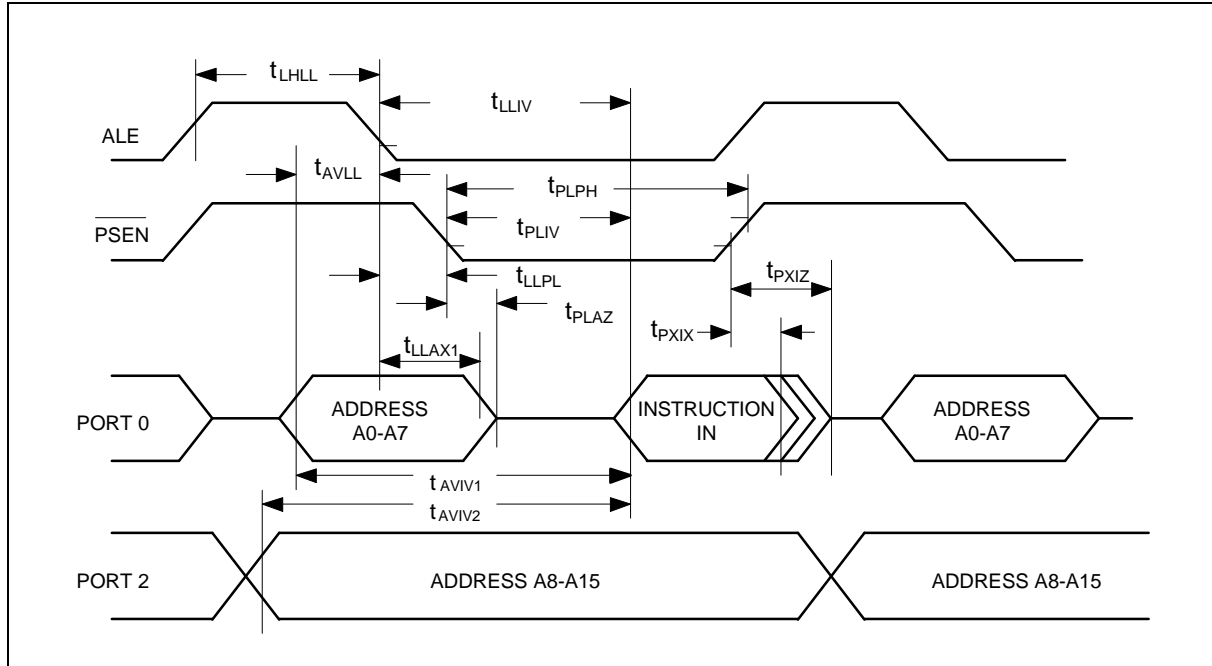 tLHLL
tLLIV
ALE
tAVLL
tPLPH
PSEN
tPLIV
tLLPL
tPXIZ
tPLAZ
tPXIX
tLLAX1
PORT 0
ADDRESS
A0-A7
INSTRUCTION
IN
ADDRESS
A0-A7
tAVIV1
tAVIV2
PORT 2
ADDRESS A8-A15
ADDRESS A8-A15